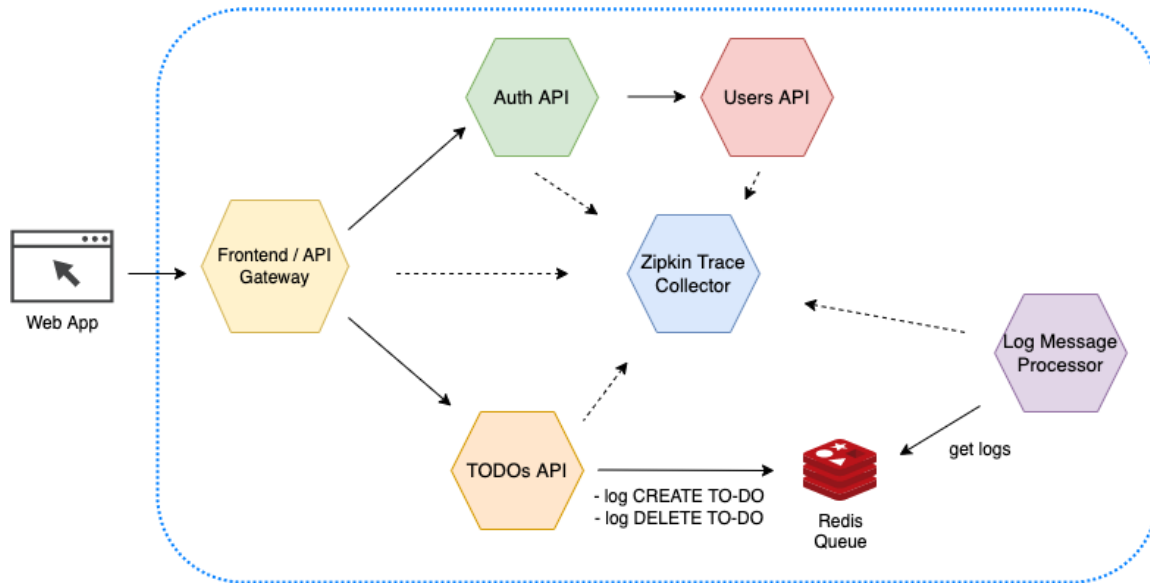 Auth API
Users API
Frontend / API
Gateway
Zipkin Trace
Collector
Web App
Log Message
Processor
TODOs API
- log CREATE TO-DO
- log DELETE TO-DO
get logs
Redis
Queue